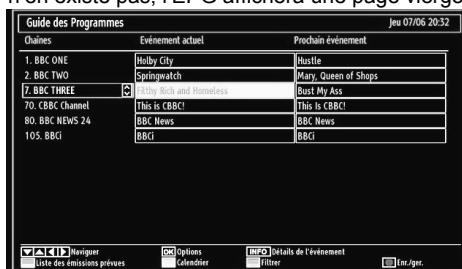 n'en existe pas, l'EPG affichera une page vierge
Guide des Programmes Jeu 07/06 20:32
Chaînes Evénement actuel Prochain événement
1. BBC ONE Holby City Hustle
2. BBC TWO Springwatch Mary, Queen of Shops
7. BBC THREE Filthy Rich and Homeless Bust My Ass
70. CBBC Channel This is CBBC! This Is CBBC!
80. BBC NEWS 24 BBC News BBC News
105. BBCi BBCi BBCi
Naviguer OK Options INFO Détails de l'événement
Liste des émissions prévues Calendrier Filtrer Enr./ger.